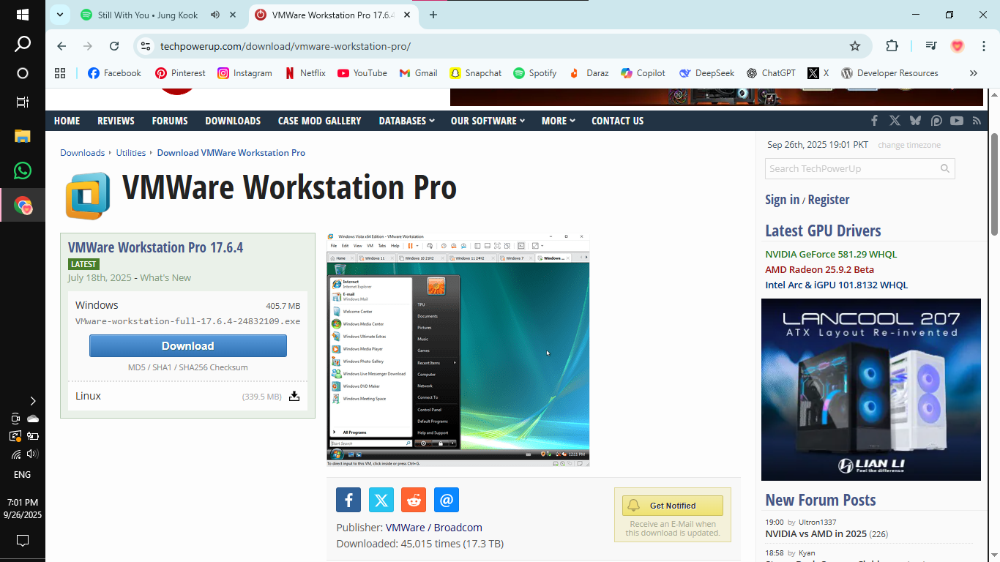 Still With You • Jung Kook
VMWare Workstation Pro 17.6.4
techpowerup.com/download/vmware-workstation-pro/
Facebook
Pinterest
Instagram
Netflix
YouTube
Gmail
Snapchat
Spotify
Daraz
Copilot
DeepSeek
ChatGPT
X
Developer Resources
HOME
REVIEWS
FORUMS
DOWNLOADS
CASE MOD GALLERY
DATABASES
OUR SOFTWARE
MORE
CONTACT US
Downloads
Utilities
Download VMWare Workstation Pro
VMWare Workstation Pro
VMWare Workstation Pro 17.6.4
LATEST
July 18th, 2025 - What's New
Windows
405.7 MB
VMware-workstation-full-17.6.4-24832109.exe
Download
MD5 / SHA1 / SHA256 Checksum
Linux
(339.5 MB)
Windows Vista x64 Edition - VMware Workstation
File Edit View VM Tabs Help
Home
Windows 11
Windows 10 21H2
Windows 11 24H2
Windows 7
Windows ...
Internet
Internet Explorer
E-mail
Windows Mail
Welcome Center
Windows Media Center
Windows Ultimate Extras
Windows Media Player
Windows Photo Gallery
Windows Live Messenger Download
Windows DVD Maker
Windows Meeting Space
All Programs
Start Search
TPU
Documents
Pictures
Music
Games
Recent Items
Computer
Network
Connect To
Control Panel
Default Programs
Help and Support
12:13 PM
To direct input to this VM, click inside or press Ctrl+G.
Publisher: VMWare / Broadcom
Downloaded: 45,015 times (17.3 TB)
Get Notified
Receive an E-Mail when
this download is updated.
Sep 26th, 2025 19:01 PKT
change timezone
Search TechPowerUp
Sign in / Register
Latest GPU Drivers
NVIDIA GeForce 581.29 WHQL
AMD Radeon 25.9.2 Beta
Intel Arc & iGPU 101.8132 WHQL
LANCOOL 207
ATX Layout Re-invented
LIAN LI
Feel the difference
New Forum Posts
19:00 by Ultron1337
NVIDIA vs AMD in 2025 (226)
18:58 by Kyan
ENG
7:01 PM
9/26/2025